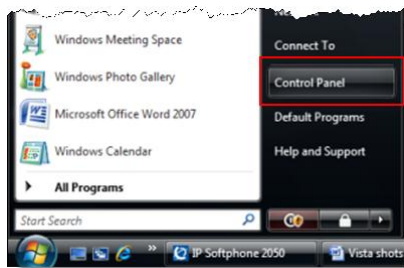 Windows Meeting Space
Connect To
Windows Photo Gallery
Control Panel
Microsoft Office Word 2007
Default Programs
Windows Calendar
Help and Support
All Programs
Start Search
IP Softphone 2050
Vista shots